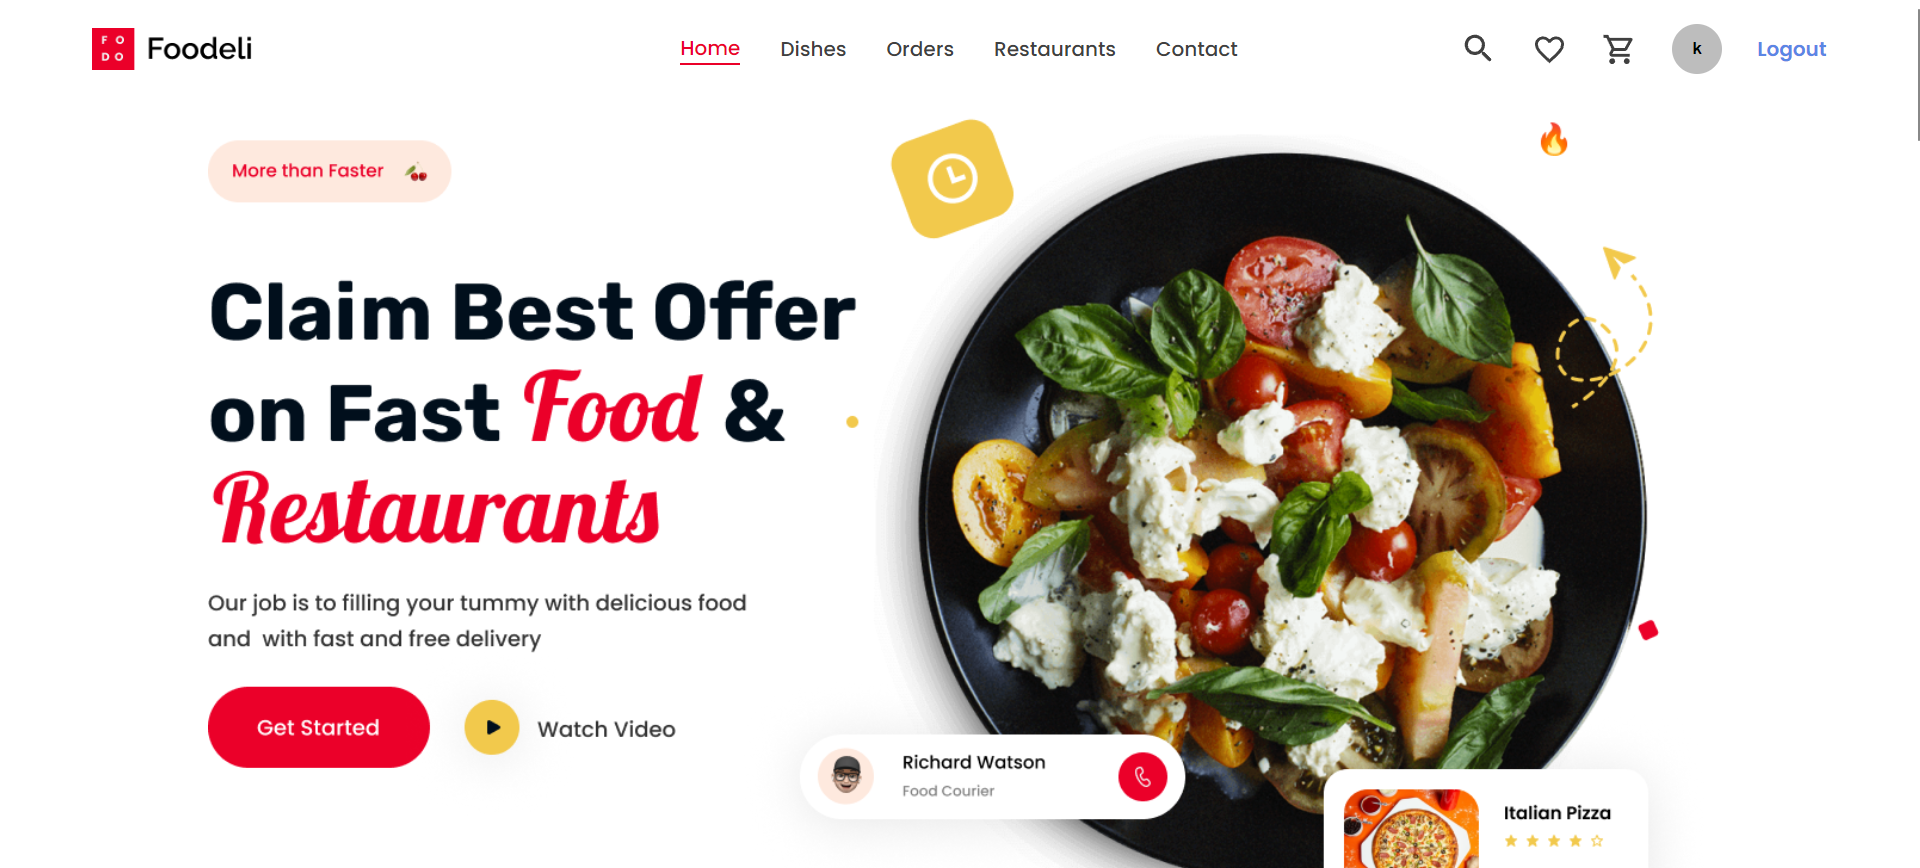 FO
DO
Foodeli
Home
Dishes
Orders
Restaurants
Contact
k
Logout
More than Faster
Claim Best Offer
on Fast Food &
Restaurants
Our job is to filling your tummy with delicious food
and  with fast and free delivery
Get Started
Watch Video
Richard Watson
Food Courier
Italian Pizza